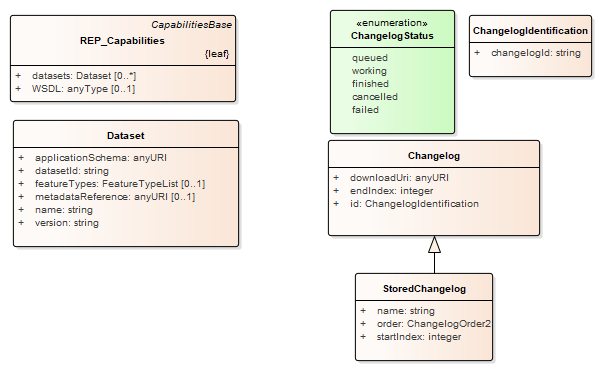 CapabilitiesBase
REP_Capabilities
{leaf}
+ datasets: Dataset [0..*]
+ WSDL: anyType [0..1]
Dataset
+ applicationSchema: anyURI
+ datasetId: string
+ featureTypes: FeatureTypeList [0..1]
+ metadataReference: anyURI [0..1]
+ name: string
+ version: string
«enumeration»
ChangelogStatus
queued
working
finished
cancelled
failed
ChangelogIdentification
+ changelogId: string
Changelog
+ downloadUri: anyURI
+ endIndex: integer
+ id: ChangelogIdentification
StoredChangelog
+ name: string
+ order: ChangelogOrder2
+ startIndex: integer